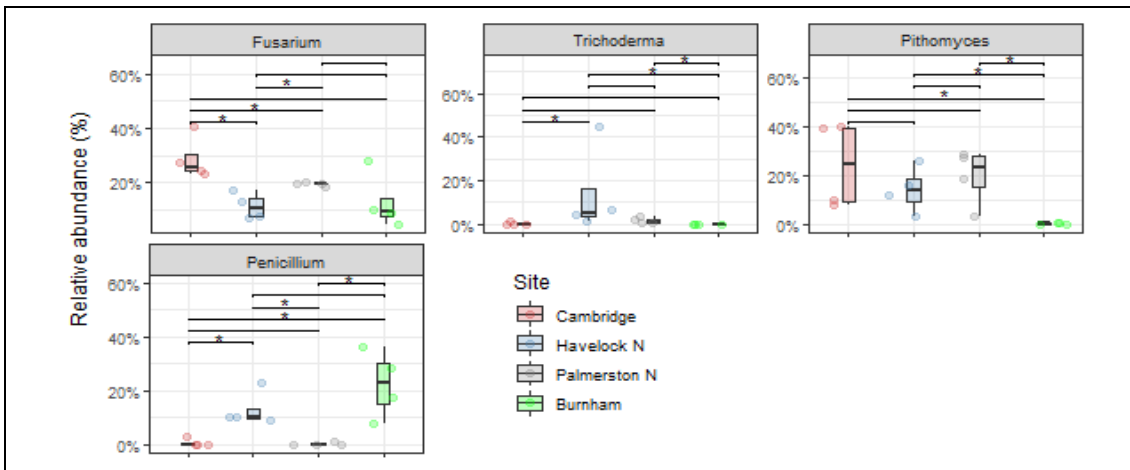 Fusarium
Trichoderma
Pithomyces
Relative abundance (%)
60%
40%
20%
*
*
*
60%
40%
20%
0%
*
*
*
60%
40%
20%
0%
*
*
*
Penicillium
60%
40%
20%
0%
*
*
*
*
Site
Cambridge
Havelock N
Palmerston N
Burnham